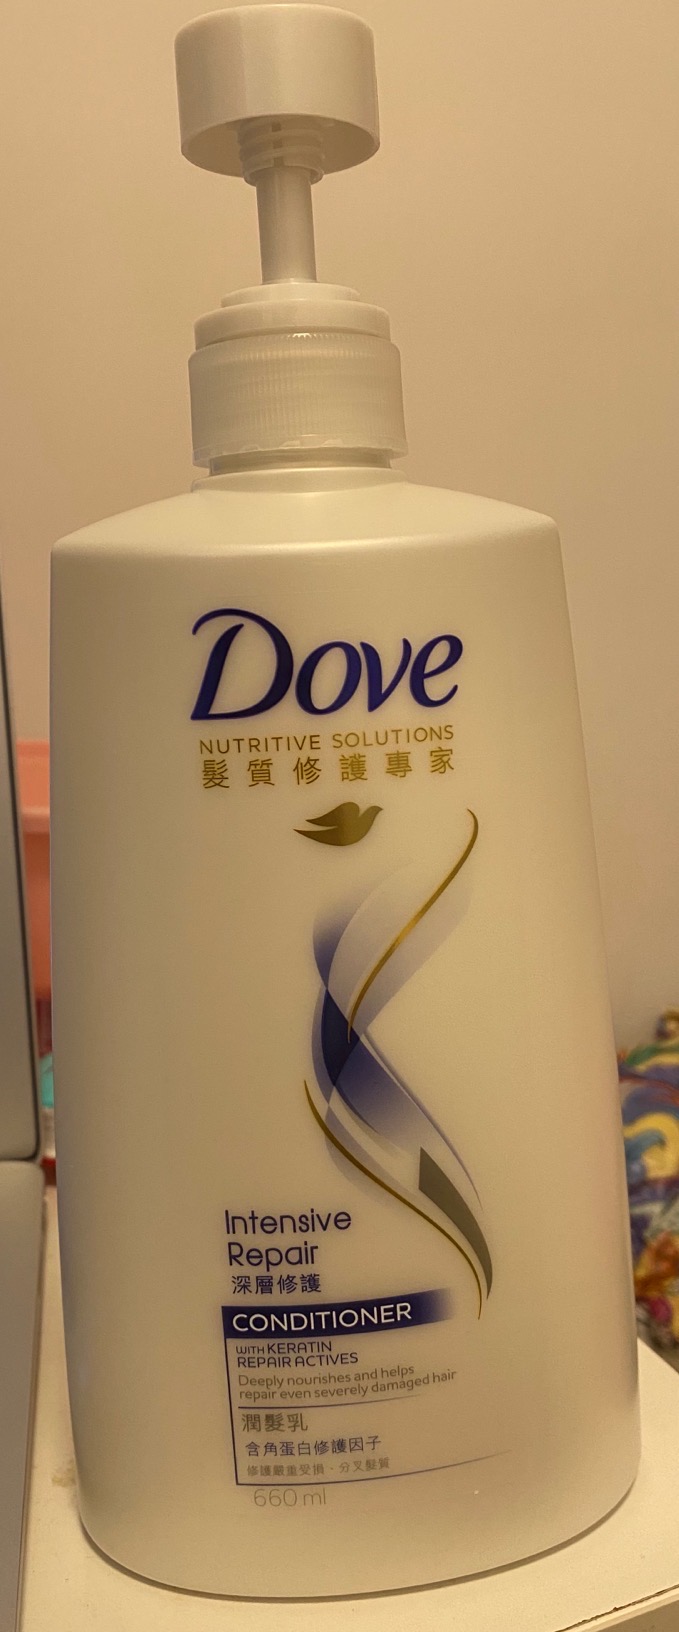 Dove
NUTRITIVE SOLUTIONS
髮質修護專家
Intensive
Repair
深層修護
CONDITIONER
WITH KERATIN
REPAIR ACTIVES
Deeply nourishes and helps
repair even severely damaged hair
潤髮乳
含角蛋白修護因子
修護嚴重受損・分叉髮質
660 ml